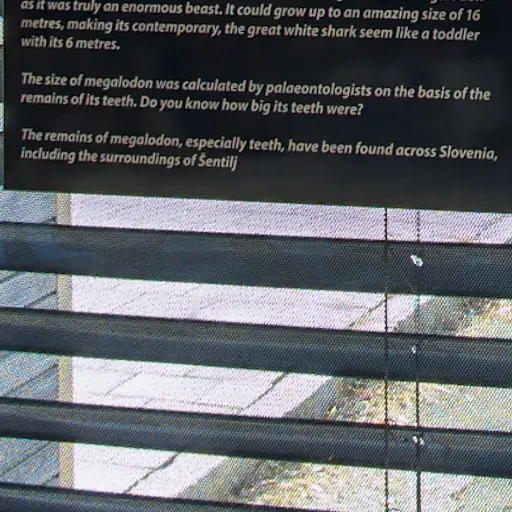 as it was truly an enormous beast. It could grow up to an amazing size of 16
metres, making its contemporary, the great white shark seem like a toddler
with its 6 metres.
The size of megalodon was calculated by palaeontologists on the basis of the
remains of its teeth. Do you know how big its teeth were?
The remains of megalodon, especially teeth, have been found across Slovenia,
including the surroundings of Šentilj